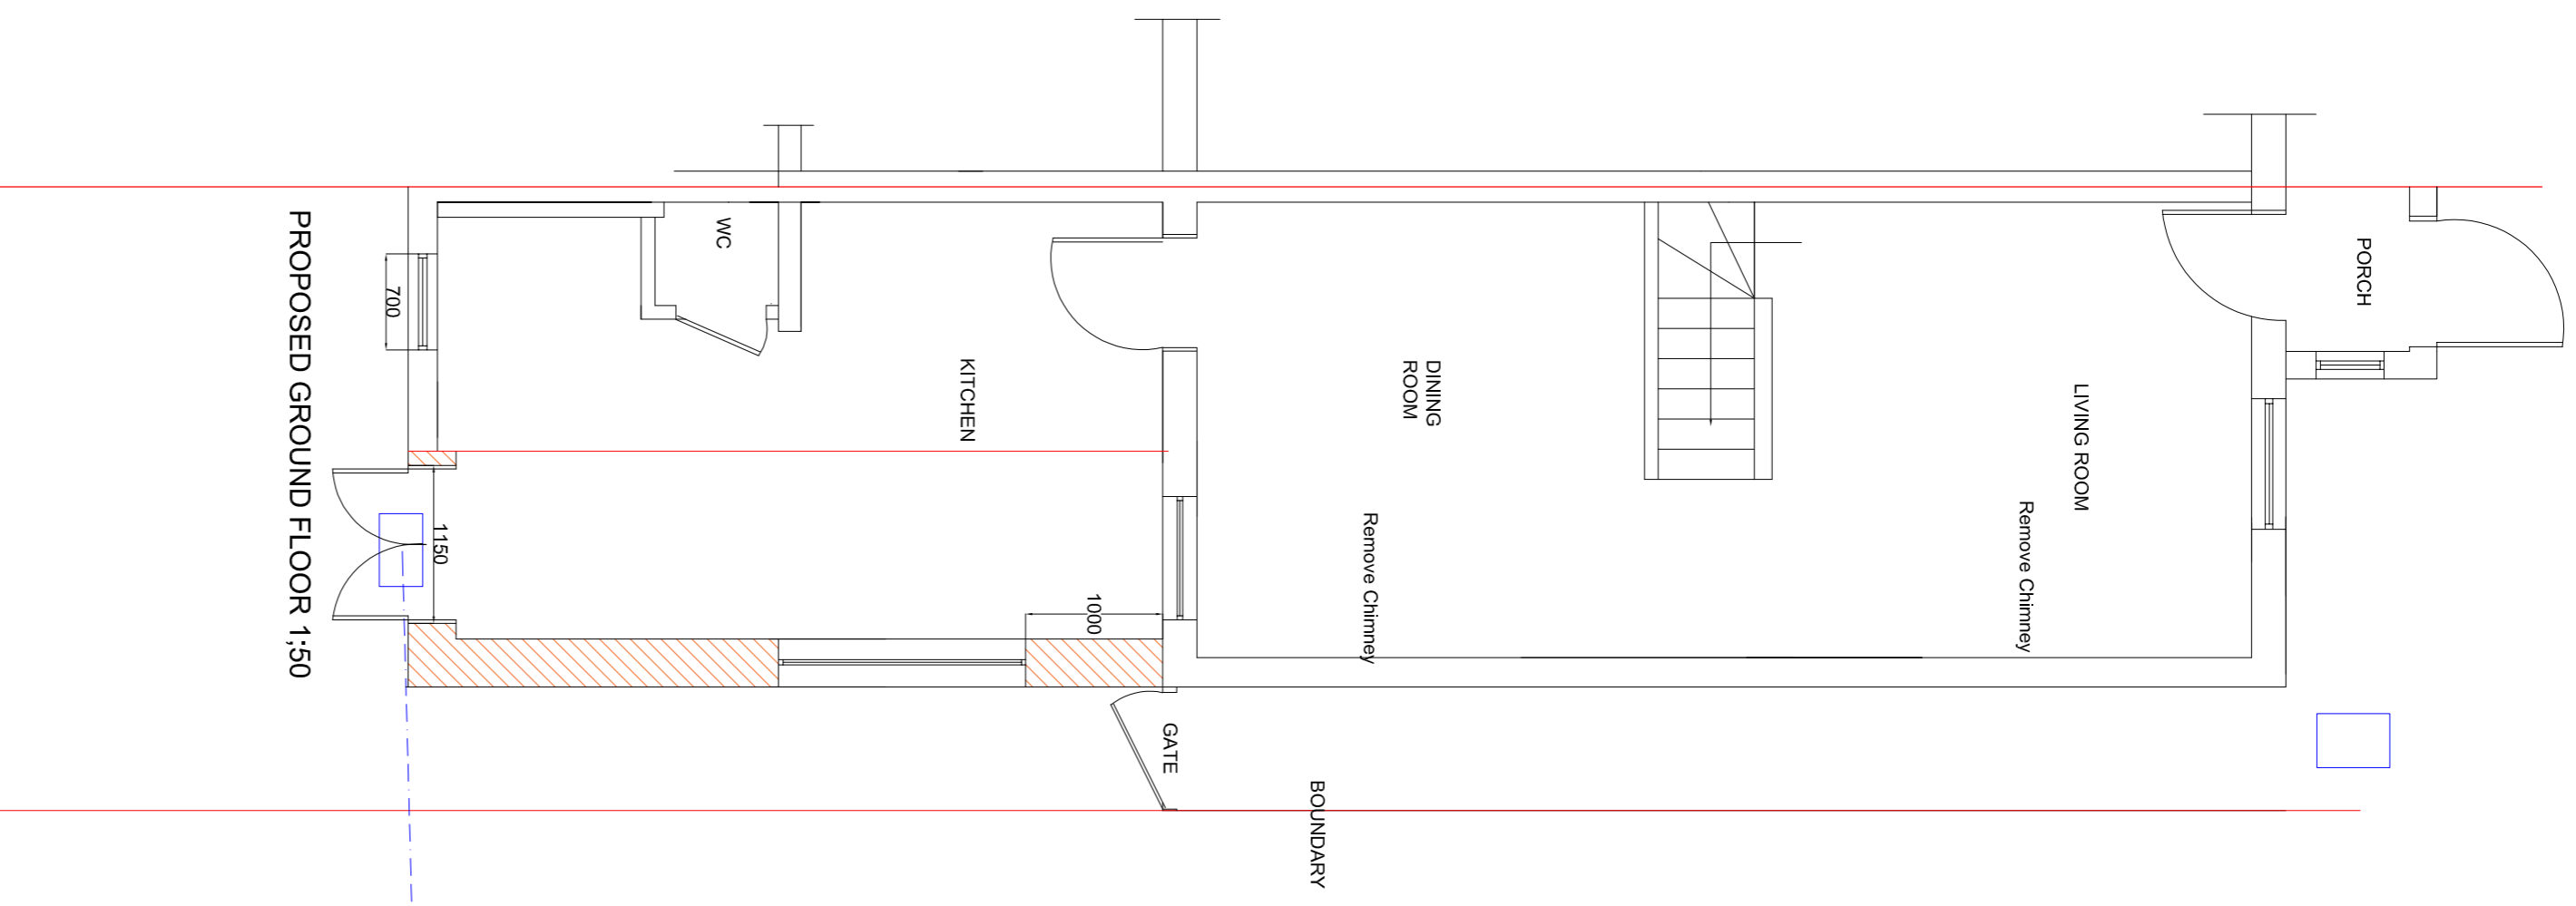 PORCH
LIVING ROOM
Remove Chimney
DINING
ROOM
Remove Chimney
BOUNDARY
GATE
1000
KITCHEN
WC
1150
700
PROPOSED GROUND FLOOR 1;50